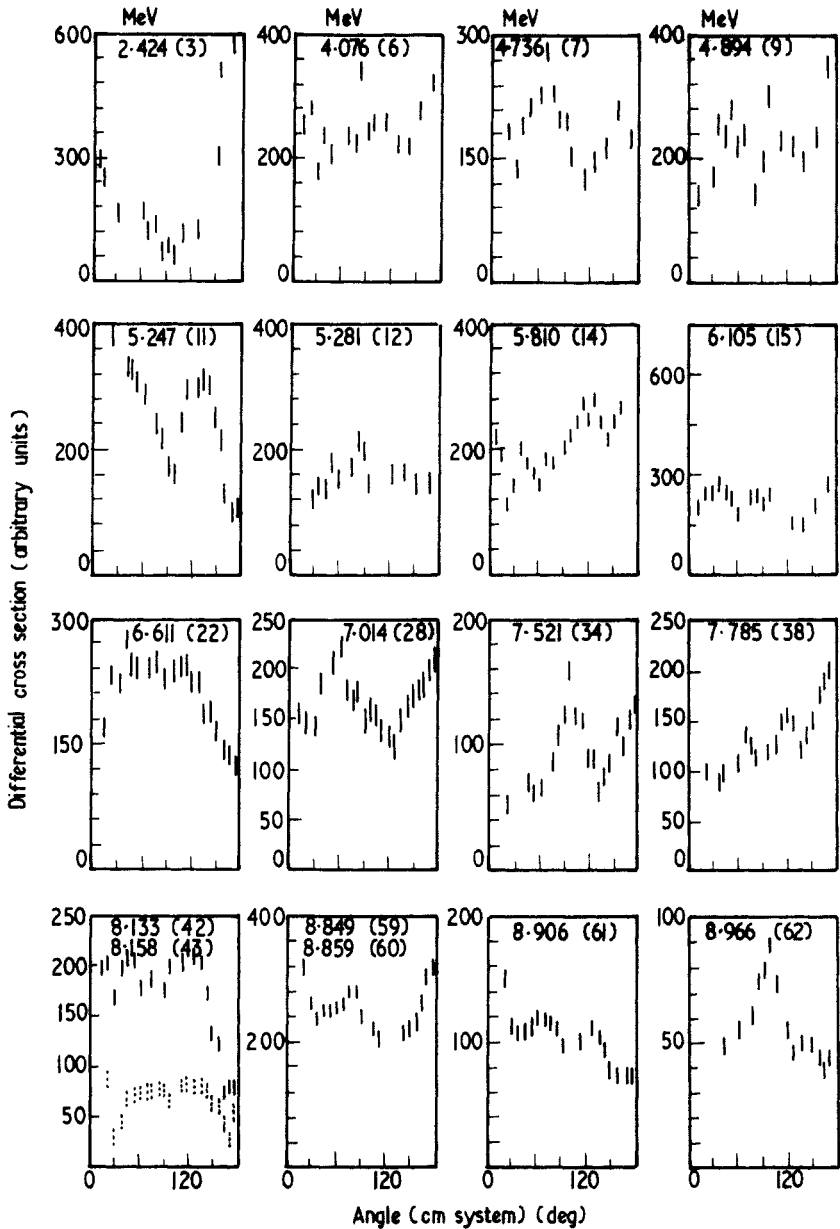 MeV MeV MeV
600 2·424 (3) 400 4·076 (6) 300 4·736 (7) 400 4·894 (9)
300 200 150 200
0 0 0 0
400 5·247 (11) 400 5·281 (12) 400 5·810 (14) 6·105 (15)
600
200 200 200 300
0 0 0 0
300 6·611 (22) 250 7·014 (28) 200 7·521 (34) 250 7·785 (38)
200 200
150 150 100 150
100 100
50 50
0 0 0 0
250 8·133 (42) 400 8·849 (59) 200 8·906 (61) 100 8·966 (62)
8·158 (43) 8·859 (60)
200
150
100 200 100 50
50
0 120 0 120 0 120 0 120
Differential cross section (arbitrary units)
Angle (cm system) (deg)